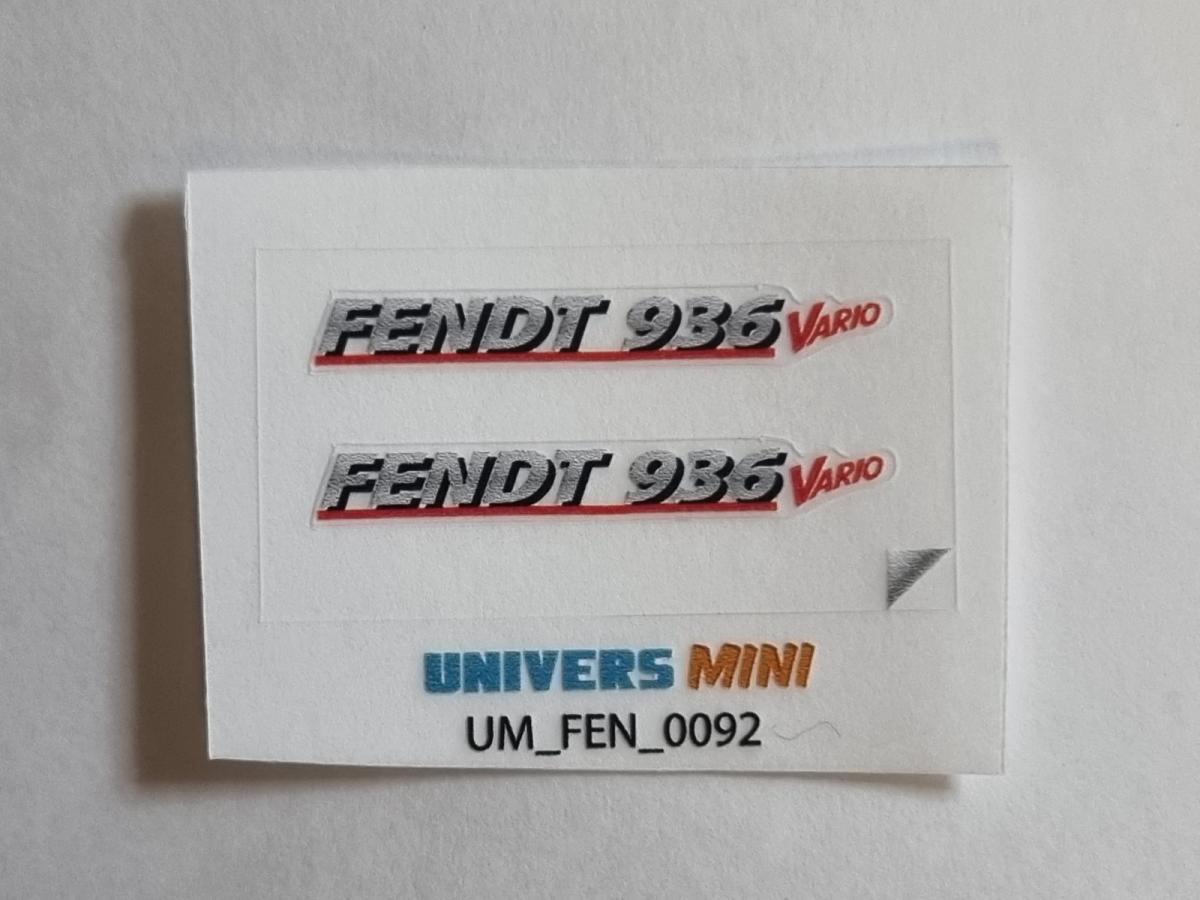 FENDT 936 VARIO
FENDT 936 VARIO
UNIVERS MINI
UM_FEN_0092